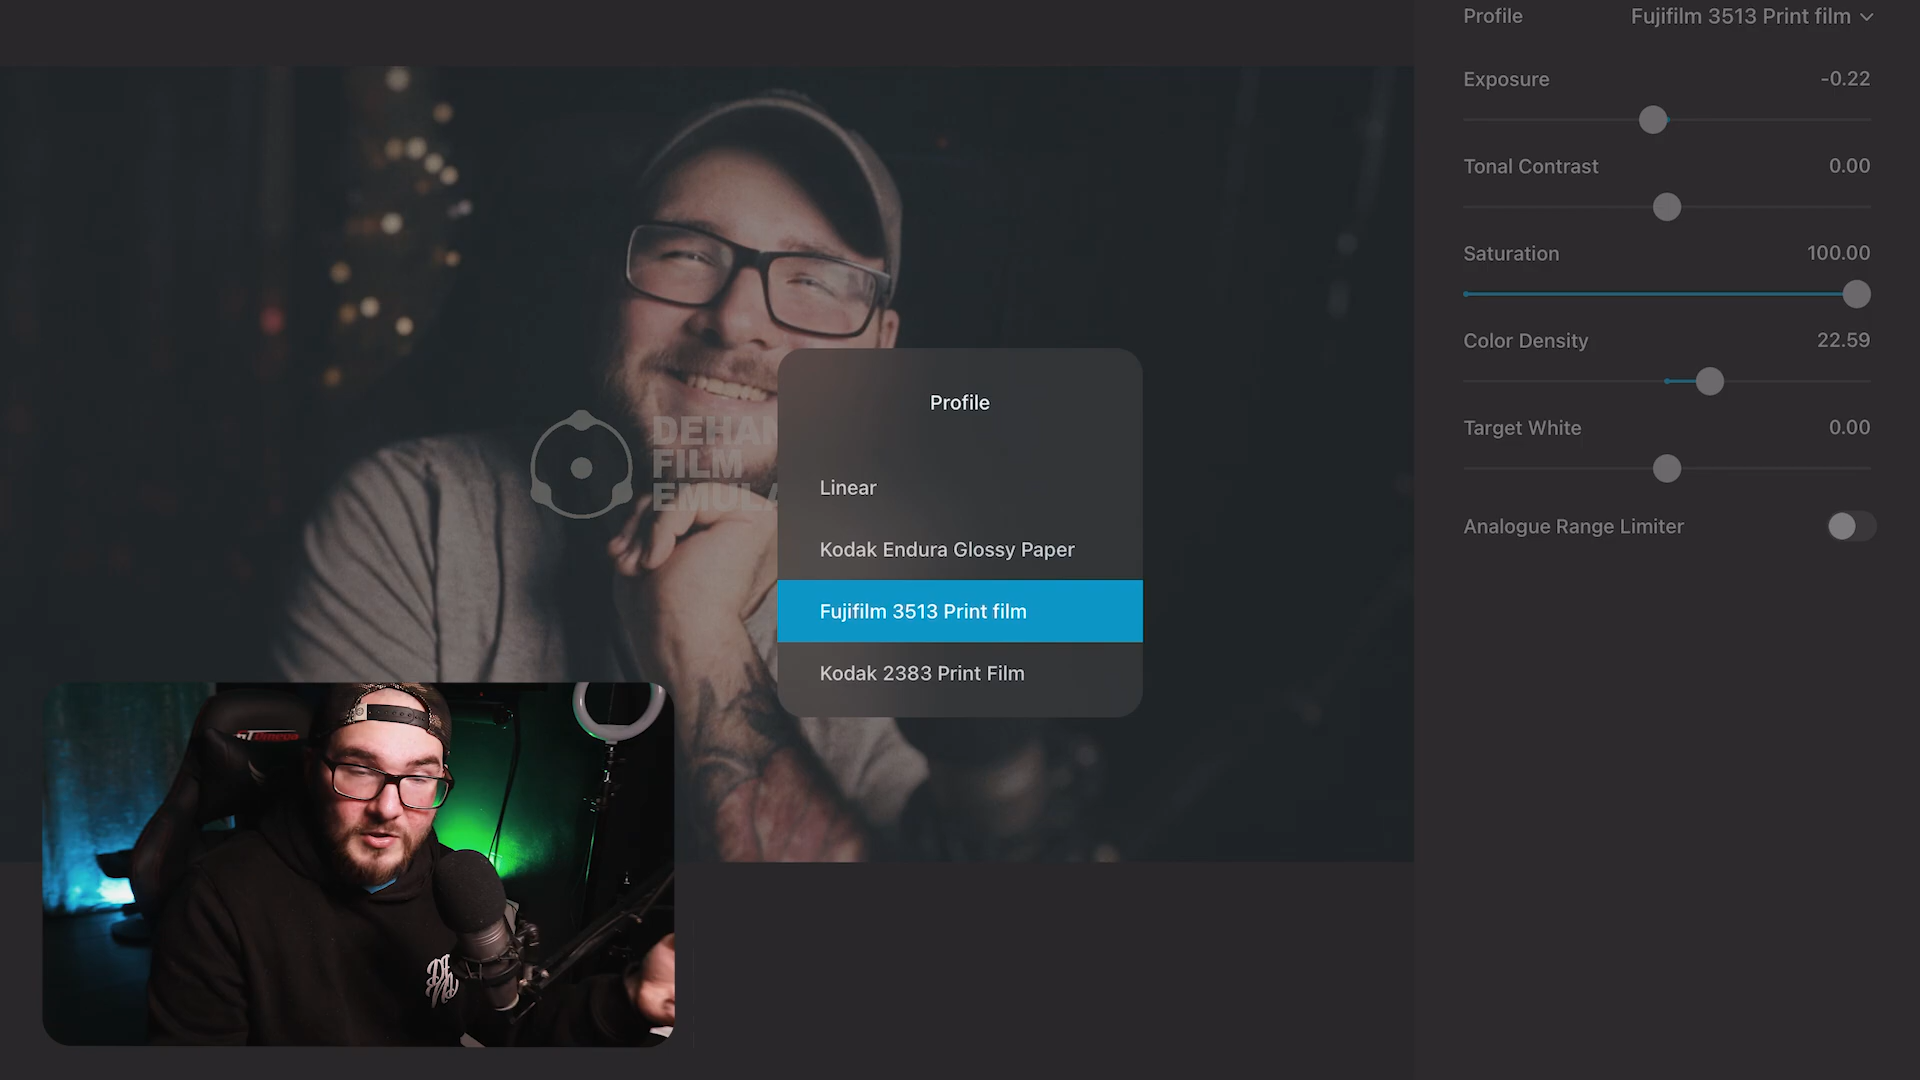 Profile
Fujifilm 3513 Print film
Exposure
-0.22
Tonal Contrast
0.00
Saturation
100.00
Color Density
22.59
Target White
0.00
Analogue Range Limiter
Profile
Linear
Kodak Endura Glossy Paper
Fujifilm 3513 Print film
Kodak 2383 Print Film
FILM